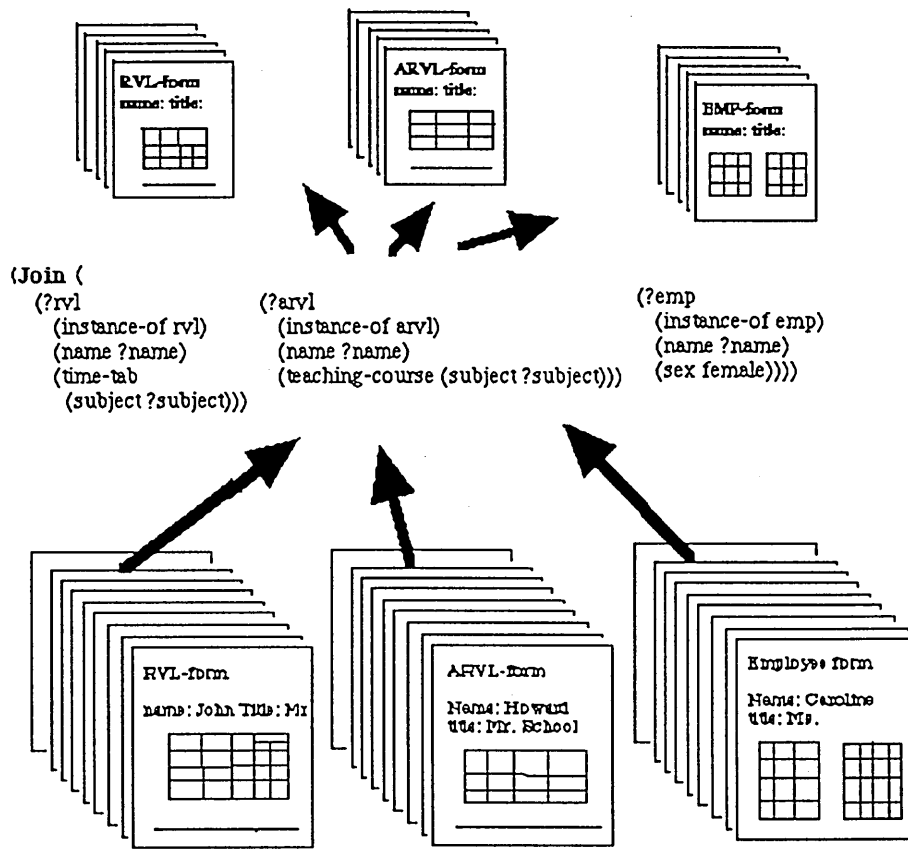 RVL-form
name: title:
ARVL-form
name: title:
EMP-form
name: title:
(Join (
(?rvl
(instance-of rvl)
(name ?name)
(time-tab
(subject ?subject)))
(?arvl
(instance-of arvl)
(name ?name)
(teaching-course (subject ?subject)))
(?emp
(instance-of emp)
(name ?name)
(sex female))))
RVL-form
name: John Title: Mr
ARVL-form
Name: Howard
title: Mr. School
Employee form
Name: Caroline
title: Ms.